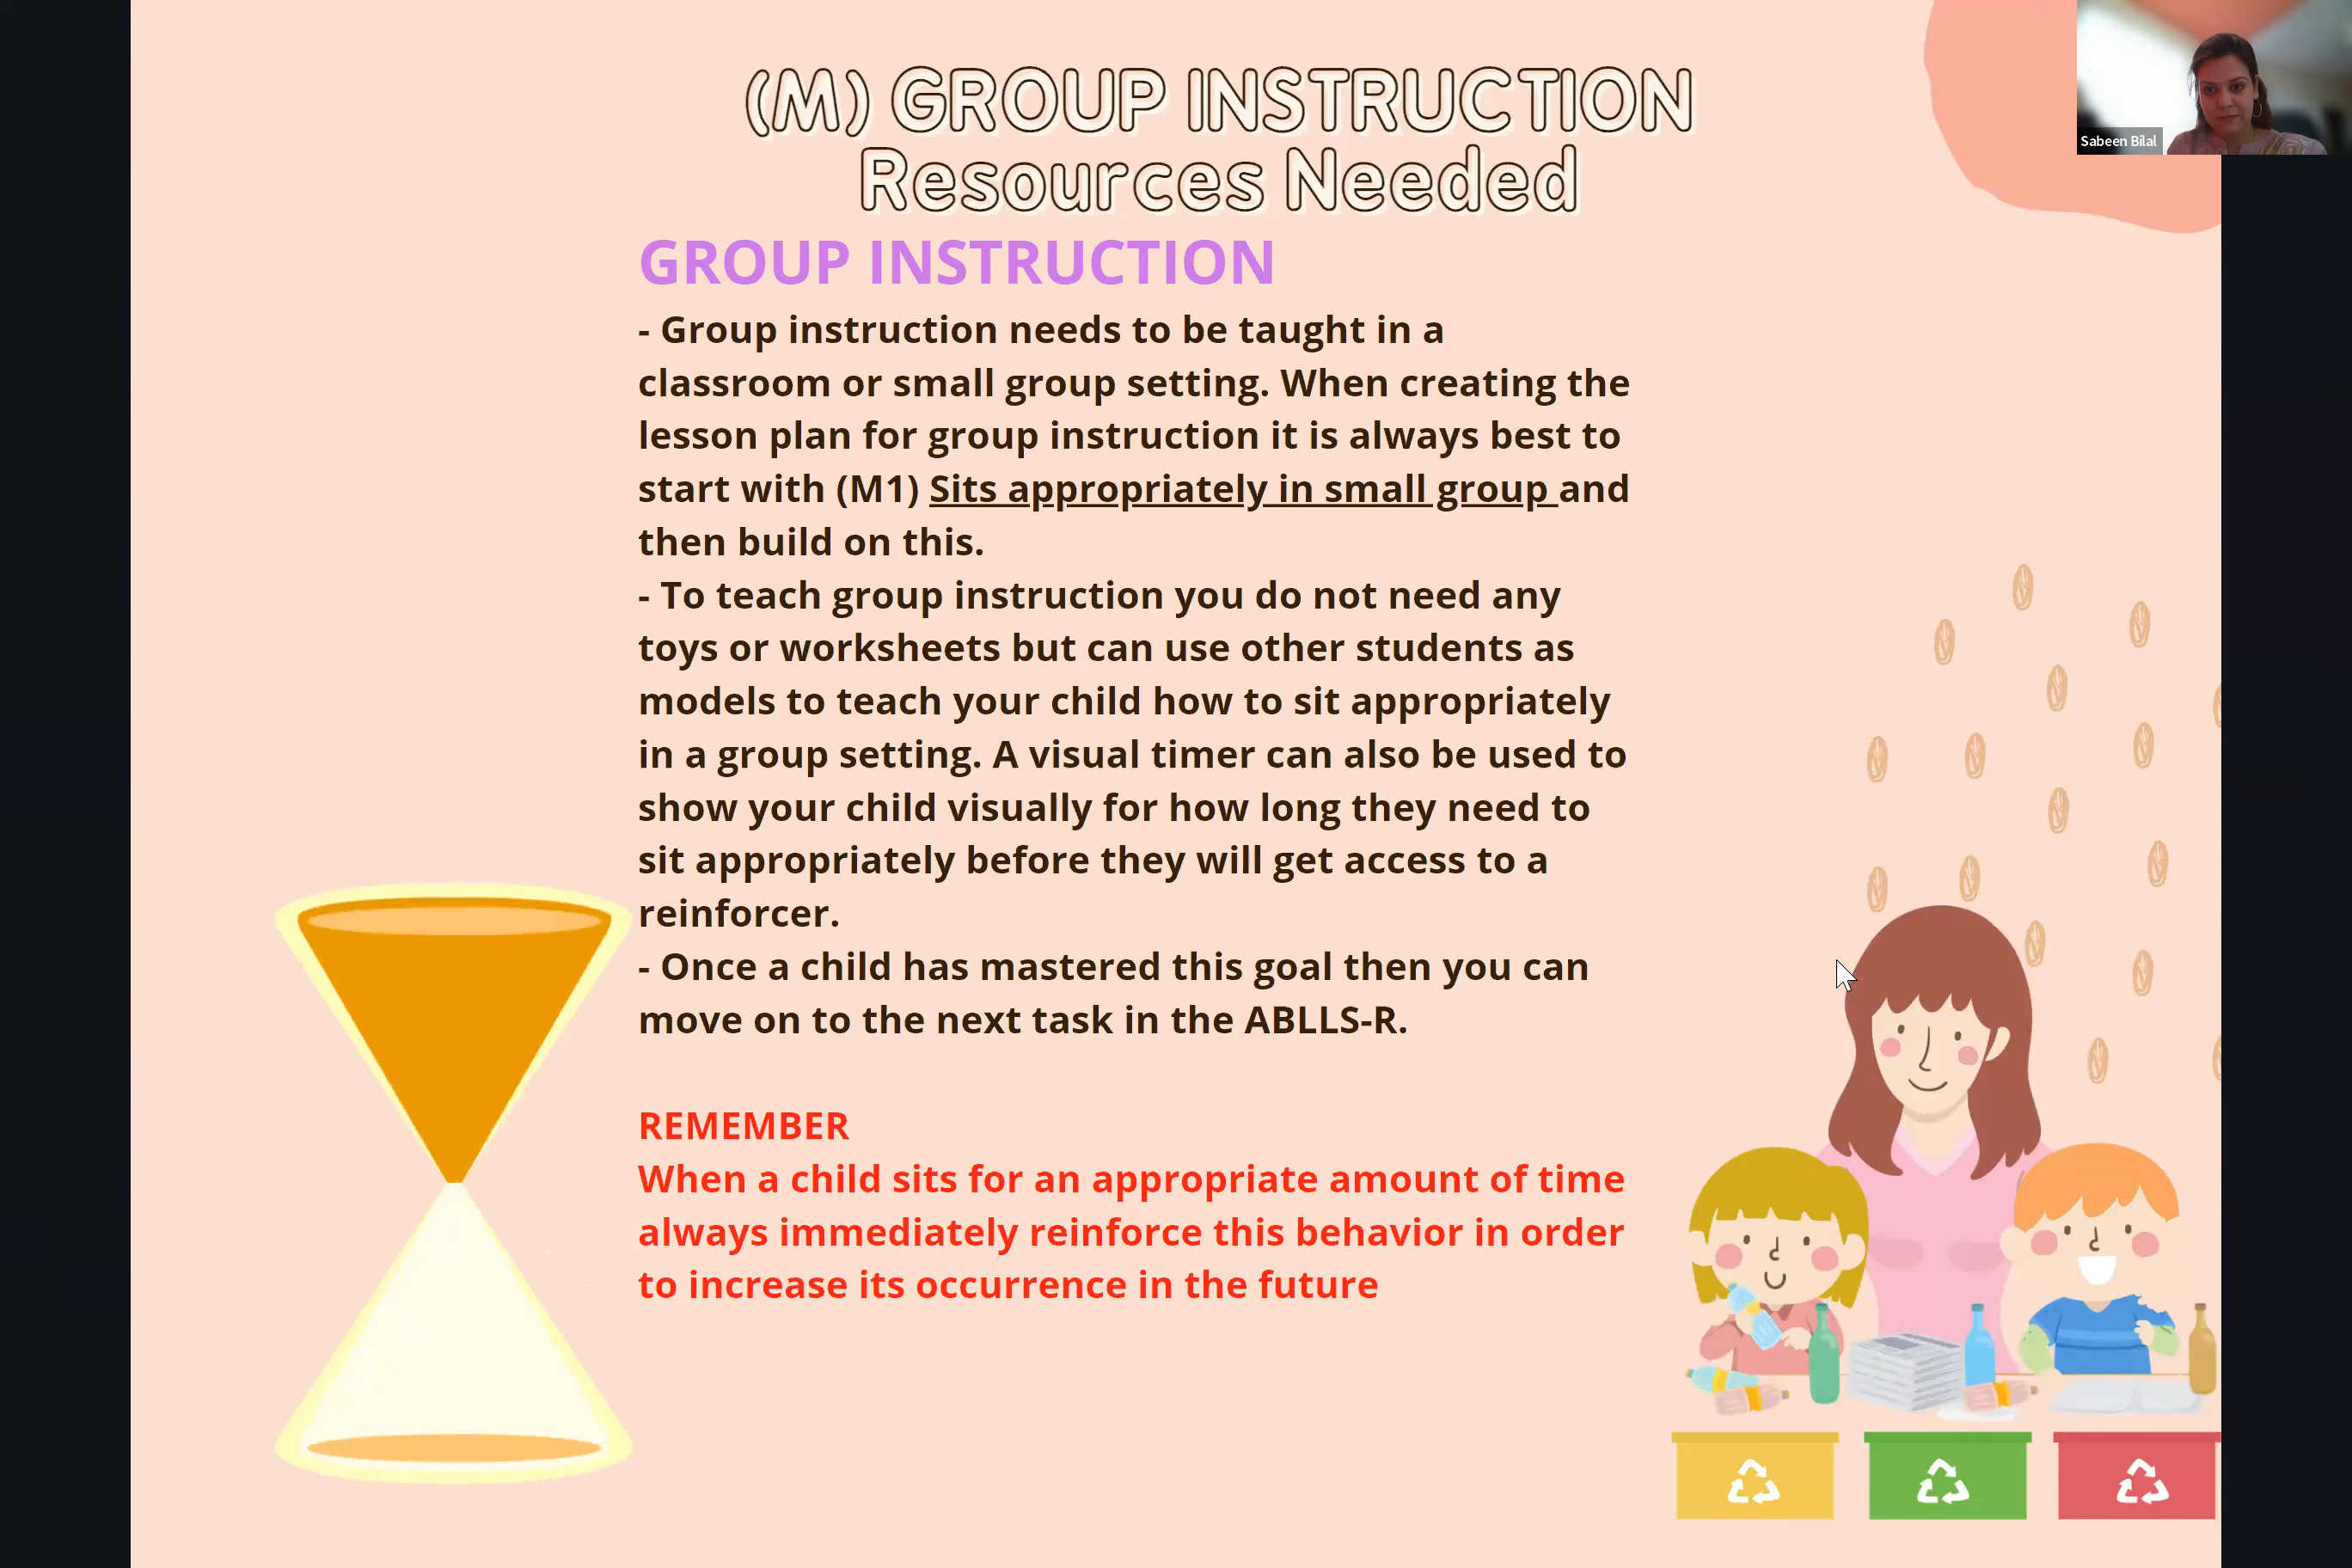 (M) GROUP INSTRUCTION
Resources Needed
Sabeen Bilal
GROUP INSTRUCTION
- Group instruction needs to be taught in a
classroom or small group setting. When creating the
lesson plan for group instruction it is always best to
start with (M1) Sits appropriately in small group and
then build on this.
- To teach group instruction you do not need any
toys or worksheets but can use other students as
models to teach your child how to sit appropriately
in a group setting. A visual timer can also be used to
show your child visually for how long they need to
sit appropriately before they will get access to a
reinforcer.
- Once a child has mastered this goal then you can
move on to the next task in the ABLLS-R.
REMEMBER
When a child sits for an appropriate amount of time
always immediately reinforce this behavior in order
to increase its occurrence in the future